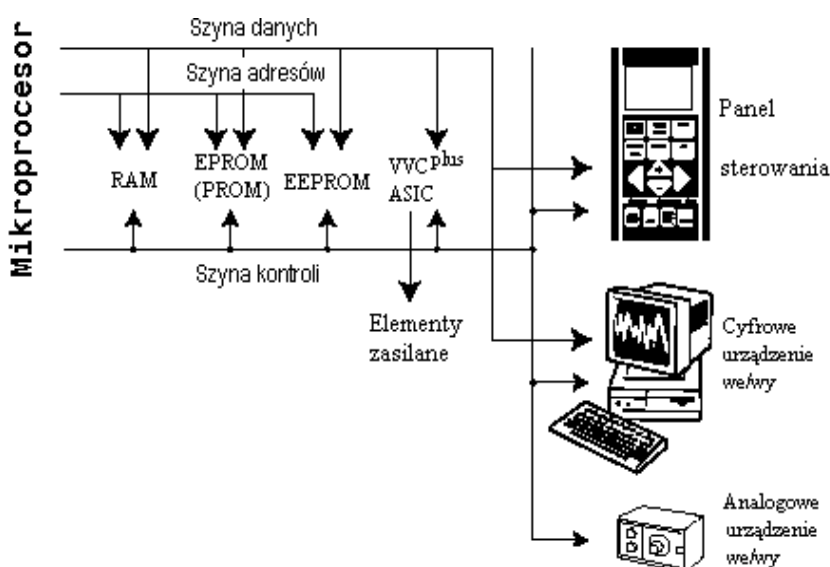 Mikroprocesor
Szyna danych
Szyna adresów
RAM
EPROM
(PROM)
EEPROM
VVC plus
ASIC
Szyna kontroli
Elementy
zasilane
Panel
sterowania
Cyfrowe
urządzenie
we/wy
Analogowe
urządzenie
we/wy